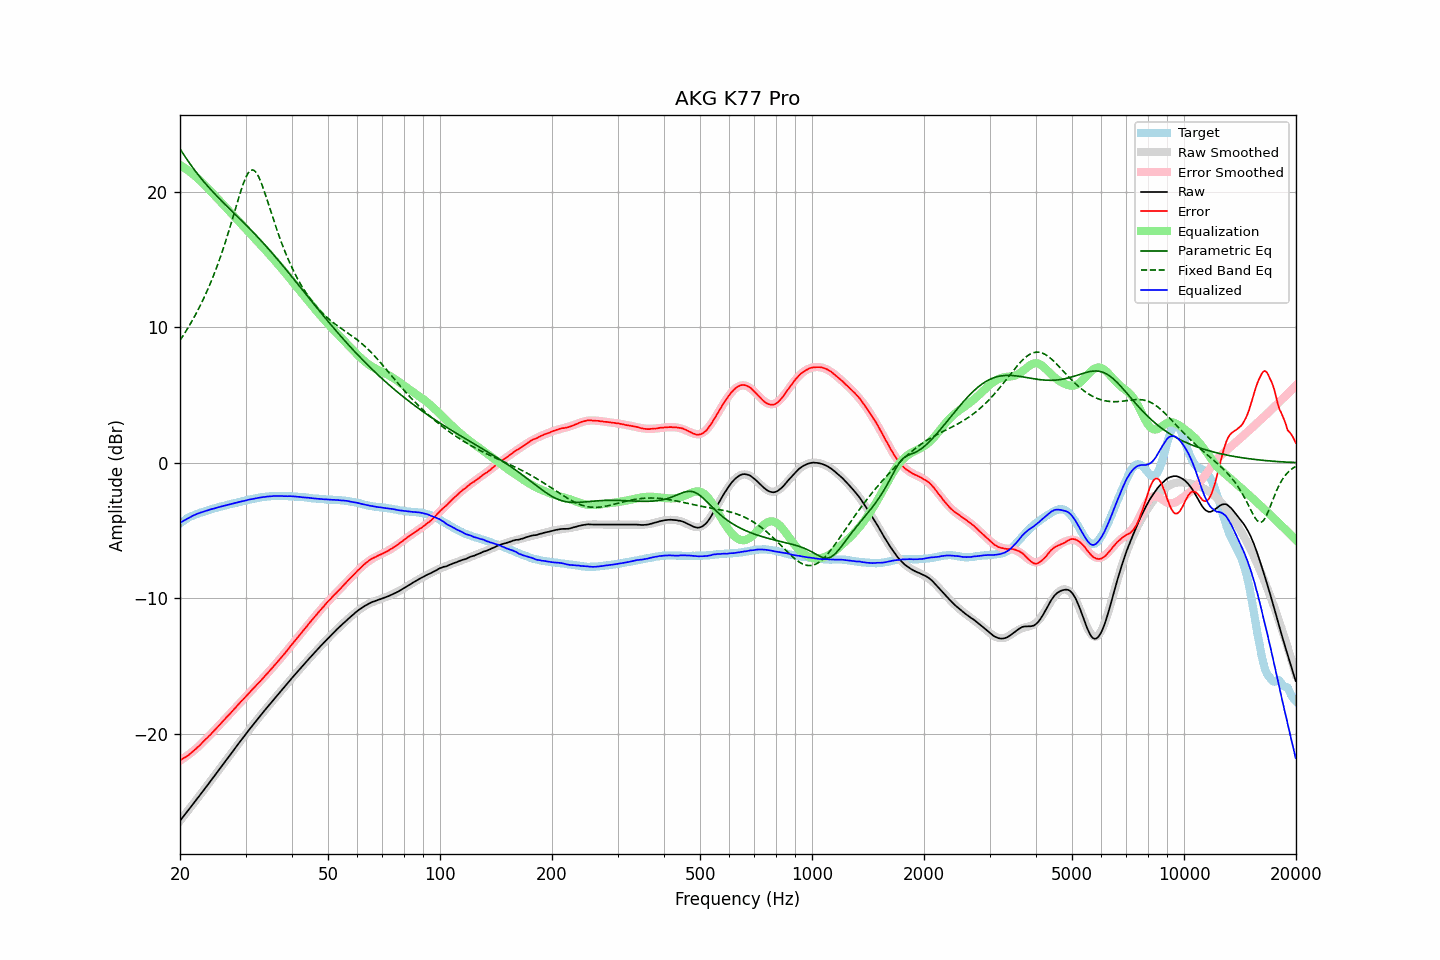 AKG K77 Pro
Target
Raw Smoothed
Error Smoothed
Raw
Error
Equalization
Parametric Eq
Fixed Band Eq
Equalized
Amplitude (dBr)
20
10
0
−10
−20
20
50
100
200
500
1000
2000
5000
10000
20000
Frequency (Hz)